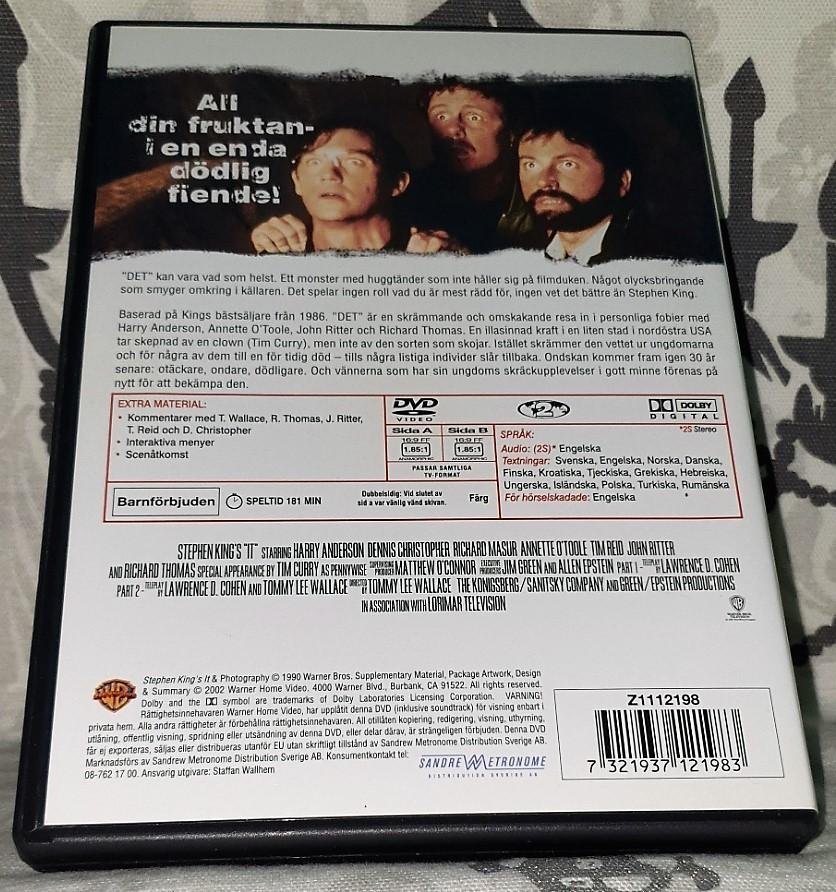 All
din fruktan-
i en enda
dödlig
fiende!
"DET" kan vara vad som helst. Ett monster med huggtänder som inte håller sig på filmduken. Något olycksbringande
som smyger omkring i källaren. Det spelar ingen roll vad du är mest rädd för, ingen vet det bättre än Stephen King.
Baserad på Kings bästsäljare från 1986. "DET" är en skrämmande och omskakande resa in i personliga fobier med
Harry Anderson, Annette O'Toole, John Ritter och Richard Thomas. En illasinnad kraft i en liten stad i nordöstra USA
tar skepnad av en clown (Tim Curry), men inte av den sorten som skojar. Istället skrämmer den vettet ur ungdomarna
och för några av dem till en för tidig död – tills några listiga individer slår tillbaka. Ondskan kommer fram igen 30 år
senare: otäckare, ondare, dödligare. Och vännerna som har sin ungdoms skräckupplevelser i gott minne förenas på
nytt för att bekämpa den.
EXTRA MATERIAL:
• Kommentarer med T. Wallace, R. Thomas, J. Ritter,
T. Reid och D. Christopher
• Interaktiva menyer
• Scenåtkomst
DVD
VIDEO
Sida A Sida B
16:9 FF 16:9 FF
1.85:1 1.85:1
ANAMORPHIC ANAMORPHIC
PASSAR SAMTLIGA
TV-FORMAT
2
DOLBY
DIGITAL
*2S Stereo
SPRÅK:
Audio: (2S)* Engelska
Textningar: Svenska, Engelska, Norska, Danska,
Finska, Kroatiska, Tjeckiska, Grekiska, Hebreiska,
Ungerska, Isländska, Polska, Turkiska, Rumänska
För hörselskadade: Engelska
Barnförbjuden
SPELTID 181 MIN
Dubbelsidig: Vid slutet av
sid a var vänlig vänd skivan.
Färg
STEPHEN KING'S "IT" STARRING HARRY ANDERSON DENNIS CHRISTOPHER RICHARD MASUR ANNETTE O'TOOLE TIM REID JOHN RITTER
AND RICHARD THOMAS SPECIAL APPEARANCE BY TIM CURRY AS PENNYWISE SUPERVISING PRODUCER MATTHEW O'CONNOR EXECUTIVE PRODUCERS JIM GREEN AND ALLEN EPSTEIN PART 1 - TELEPLAY BY LAWRENCE D. COHEN
PART 2 - TELEPLAY BY LAWRENCE D. COHEN AND TOMMY LEE WALLACE DIRECTED BY TOMMY LEE WALLACE THE KONIGSBERG/SANITSKY COMPANY AND GREEN/EPSTEIN PRODUCTIONS
IN ASSOCIATION WITH LORIMAR TELEVISION
Stephen King's It & Photography © 1990 Warner Bros. Supplementary Material, Package Artwork, Design
& Summary © 2002 Warner Home Video. 4000 Warner Blvd., Burbank, CA 91522. All rights reserved.
Dolby and the symbol are trademarks of Dolby Laboratories Licensing Corporation. VARNING!
Rättighetsinnehavaren Warner Home Video, har upplåtit denna DVD (inklusive soundtrack) för visning enbart i
privata hem. Alla andra rättigheter är förbehållna rättighetsinnehavaren. All otillåten kopiering, redigering, visning, uthyrning,
utlåning, offentlig visning, spridning eller utsändning av denna DVD, eller delar därav, är strängeligen förbjuden. Denna DVD
får ej exporteras, säljas eller distribueras utanför EU utan skriftligt tillstånd av Sandrew Metronome Distribution Sverige AB.
Marknadsförs av Sandrew Metronome Distribution Sverige AB. Konsumentkontakt tel:
08-762 17 00. Ansvarig utgivare: Staffan Wallhem
SANDREW METRONOME
DISTRIBUTION SVERIGE AB
Z1112198
7 321937 121983